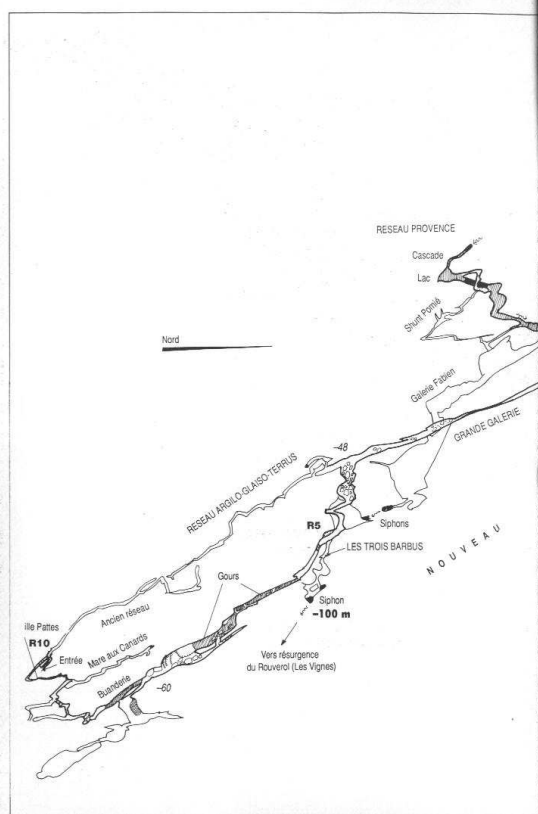 RESEAU PROVENCE
Cascade
Lac
Shunt Pomié
Nord
Galerie Fabien
GRANDE GALERIE
-48
RESEAU ARGILO-GLAISO-TERRUS
R5
Siphons
LES TROIS BARBUS
NOUVEAU
Gours
Siphon
-100 m
Ancien réseau
ille Pattes
R10
Entrée
Mare aux Canards
Vers résurgence
du Rouverol (Les Vignes)
Buanderie
-60